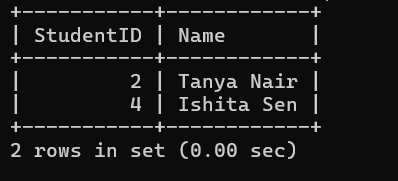 +-----------+------------+
| StudentID | Name       |
+-----------+------------+
|         2 | Tanya Nair |
|         4 | Ishita Sen |
+-----------+------------+
2 rows in set (0.00 sec)